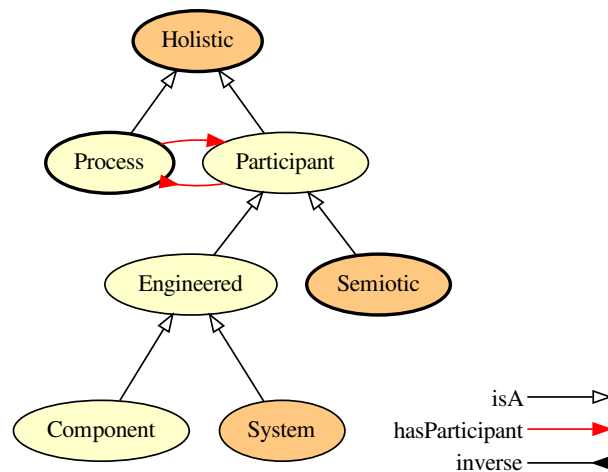 Holistic
Process
Participant
Engineered
Semiotic
Component
System
isA
hasParticipant
inverse